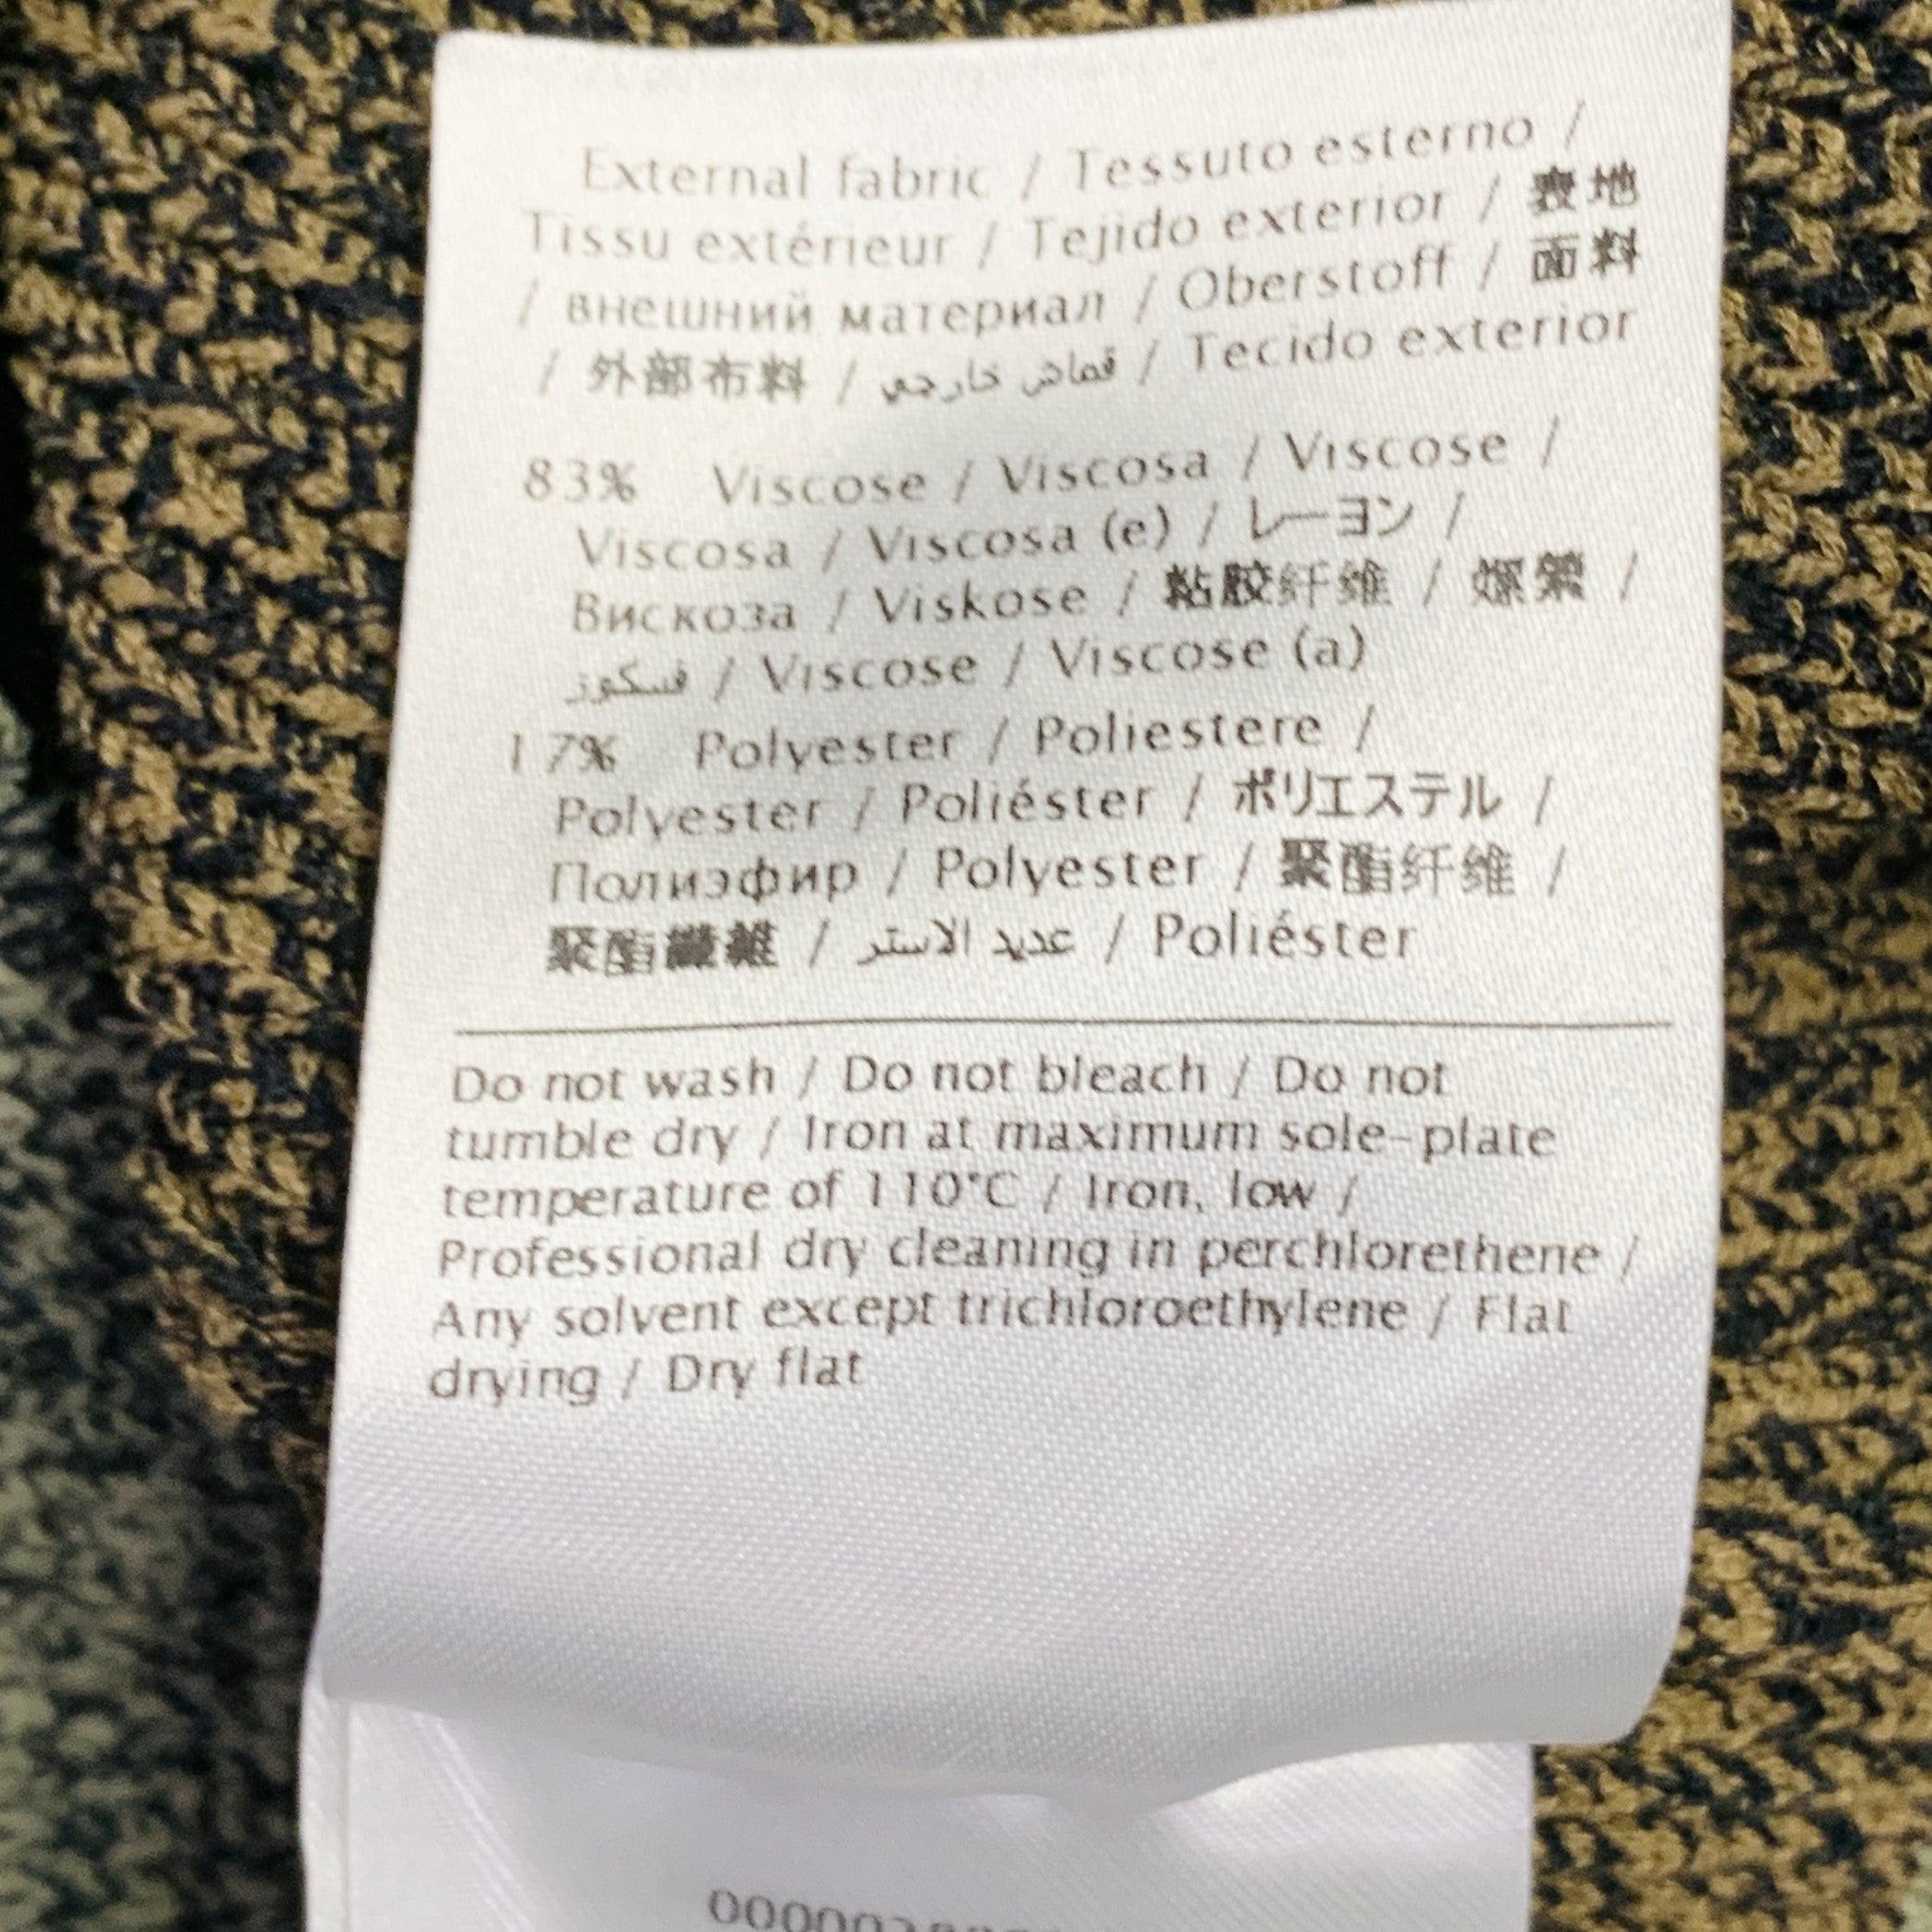 External fabric / Tessuto esterno /
Tissu extérieur / Tejido exterior / 表地
/ внешний материал / Oberstoff / 面料
/ 外部布料 / قماش خارجي / Tecido exterior
83% Viscose / Viscosa / Viscose /
Viscosa / Viscosa (e) / レーヨン /
Вискоза / Viskose / 粘胶纤维 / 嫘縈 /
فسكوز / Viscose / Viscose (a)
17% Polyester / Poliestere /
Polyester / Poliéster / ポリエステル /
Полиэфир / Polyester / 聚酯纤维 /
聚酯纖維 / عديد الاستر / Poliéster
Do not wash / Do not bleach / Do not
tumble dry / Iron at maximum sole-plate
temperature of 110°C / Iron, low /
Professional dry cleaning in perchlorethene /
Any solvent except trichloroethylene / Flat
drying / Dry flat